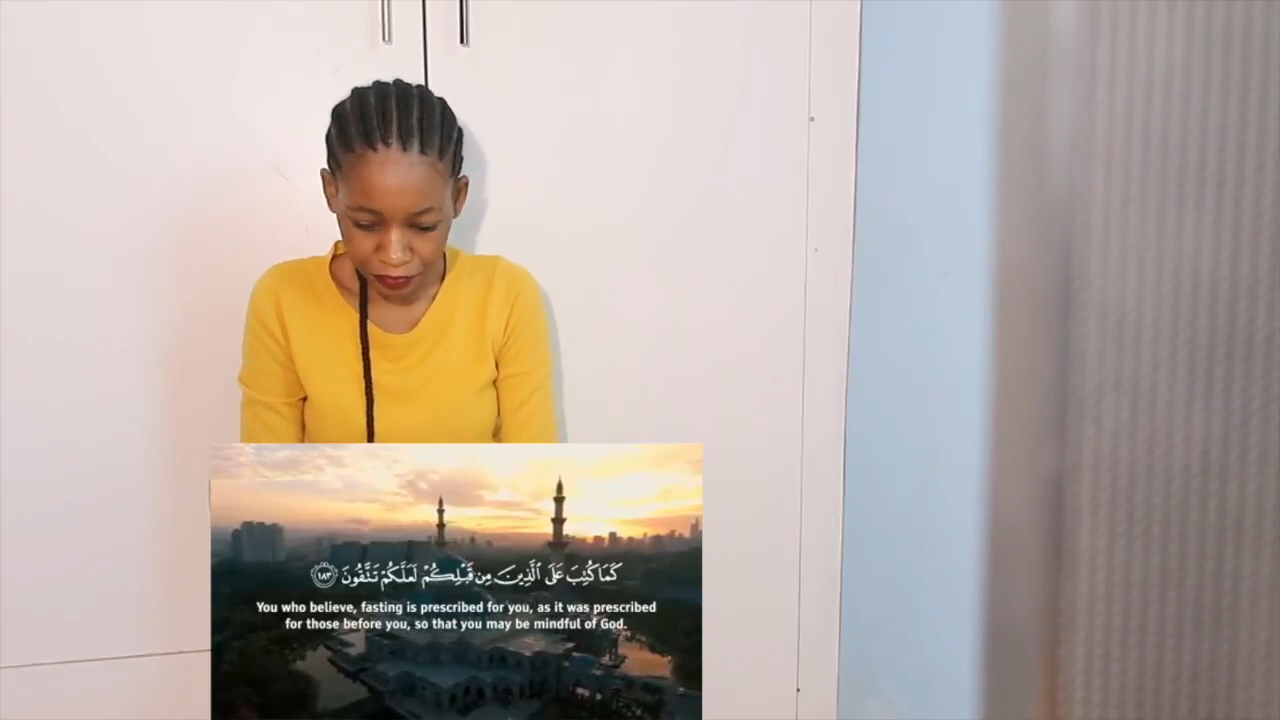 كَمَا كُتِبَ عَلَى ٱلَّذِينَ مِن قَبْلِكُمْ لَعَلَّكُمْ تَتَّقُونَ ١٨٣
You who believe, fasting is prescribed for you, as it was prescribed
for those before you, so that you may be mindful of God.